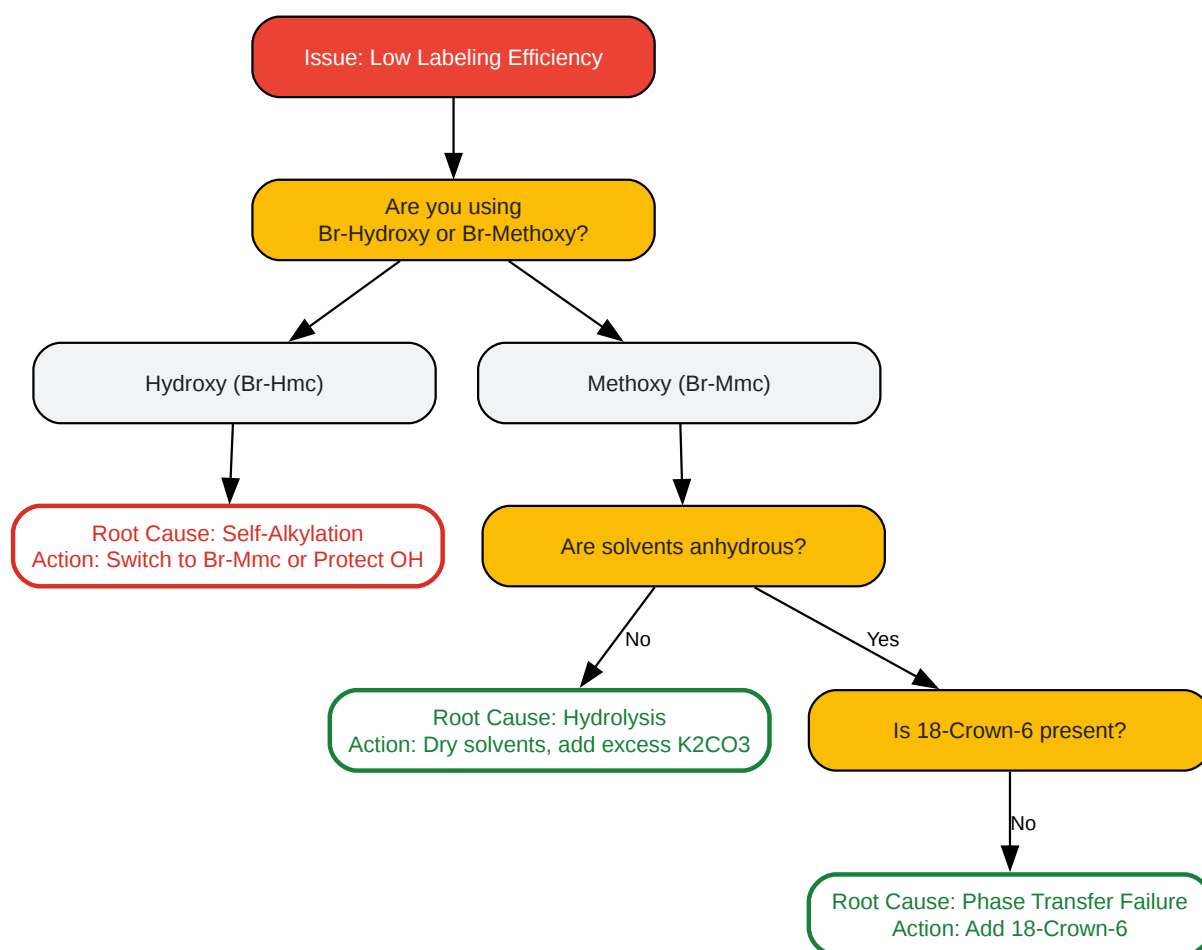 Issue: Low Labeling Efficiency
Are you using
Br-Hydroxy or Br-Methoxy?
Hydroxy (Br-Hmc)
Methoxy (Br-Mmc)
Root Cause: Self-Alkylation
Action: Switch to Br-Mmc or Protect OH
Are solvents anhydrous?
No
Yes
Root Cause: Hydrolysis
Action: Dry solvents, add excess K2CO3
Is 18-Crown-6 present?
No
Root Cause: Phase Transfer Failure
Action: Add 18-Crown-6